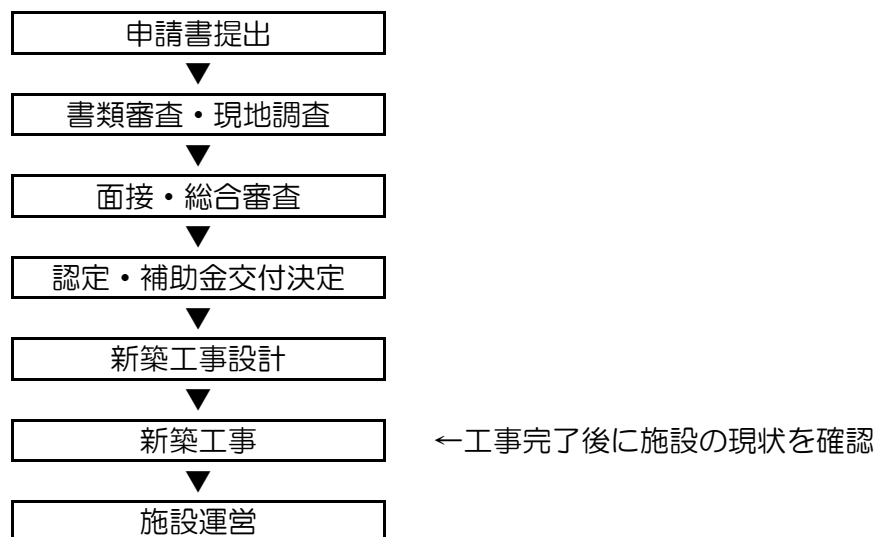 申請書提出
▼
書類審査・現地調査
▼
面接・総合審査
▼
認定・補助金交付決定
▼
新築工事設計
▼
新築工事 ←工事完了後に施設の現状を確認
▼
施設運営